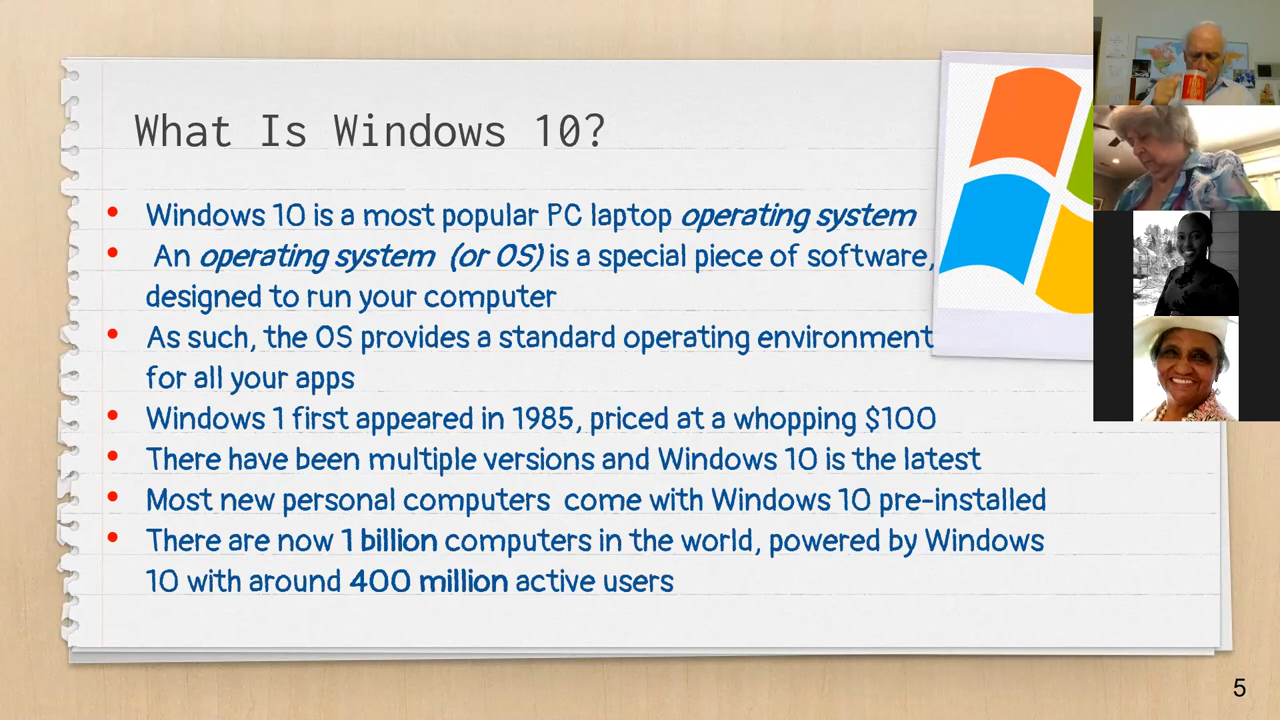 What Is Windows 10?
• Windows 10 is a most popular PC laptop operating system
• An operating system (or OS) is a special piece of software,
designed to run your computer
• As such, the OS provides a standard operating environment
for all your apps
• Windows 1 first appeared in 1985, priced at a whopping $100
• There have been multiple versions and Windows 10 is the latest
• Most new personal computers come with Windows 10 pre-installed
• There are now 1 billion computers in the world, powered by Windows
10 with around 400 million active users
5